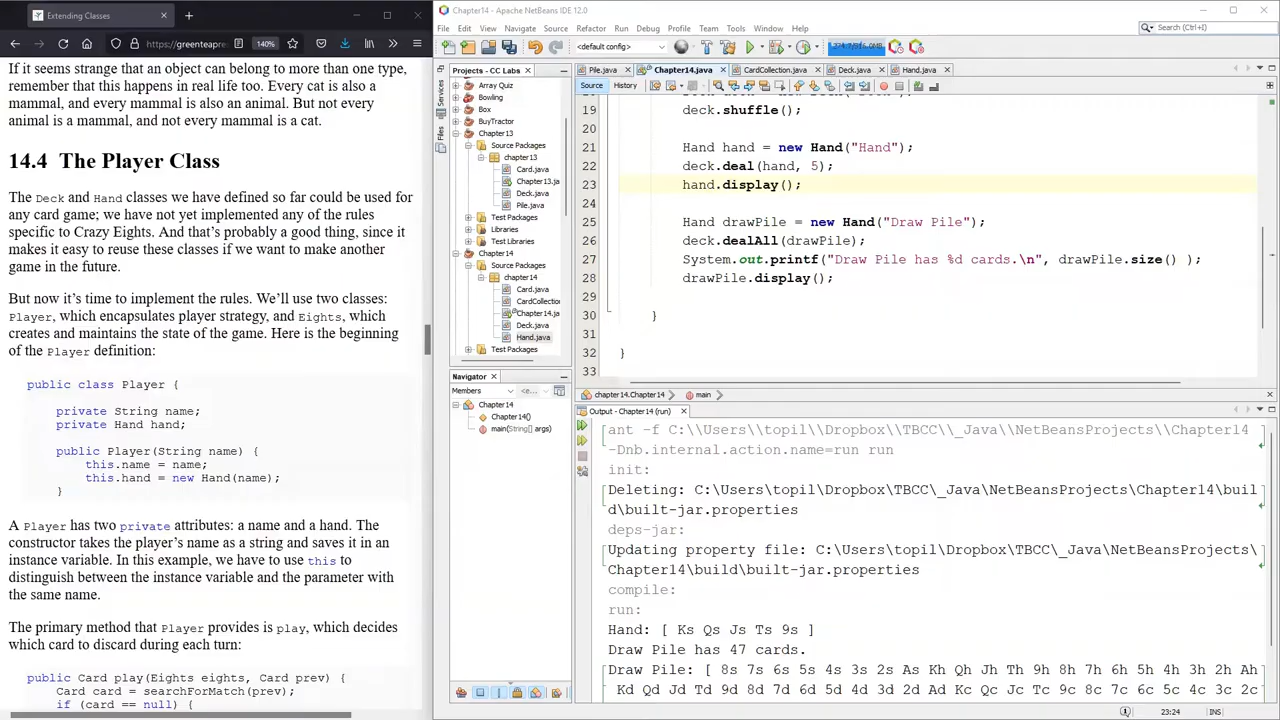 Extending Classes
https://greenteapre
140%
If it seems strange that an object can belong to more than one type,
remember that this happens in real life too. Every cat is also a
mammal, and every mammal is also an animal. But not every
animal is a mammal, and not every mammal is a cat.
14.4 The Player Class
The Deck and Hand classes we have defined so far could be used for
any card game; we have not yet implemented any of the rules
specific to Crazy Eights. And that's probably a good thing, since it
makes it easy to reuse these classes if we want to make another
game in the future.
But now it's time to implement the rules. We'll use two classes:
Player, which encapsulates player strategy, and Eights, which
creates and maintains the state of the game. Here is the beginning
of the Player definition:
public class Player {
private String name;
private Hand hand;
public Player(String name) {
this.name = name;
this.hand = new Hand(name);
}
A Player has two private attributes: a name and a hand. The
constructor takes the player's name as a string and saves it in an
instance variable. In this example, we have to use this to
distinguish between the instance variable and the parameter with
the same name.
The primary method that Player provides is play, which decides
which card to discard during each turn:
public Card play(Eights eights, Card prev) {
Card card = searchForMatch(prev);
if (card == null) {
Chapter14 - Apache NetBeans IDE 12.0
File Edit View Navigate Source Refactor Run Debug Profile Team Tools Window Help
Search (Ctrl+I)
<default config>
Projects - CC Labs
Services
Files
Array Quiz
Bowling
Box
BuyTractor
Chapter13
Source Packages
chapter13
Card.java
Chapter13.ja
Deck.java
Pile.java
Test Packages
Libraries
Test Libraries
Chapter14
Source Packages
chapter14
Card.java
CardCollection
Chapter14.ja
Deck.java
Hand.java
Test Packages
Navigator
Members
<e...
Chapter14
Chapter14()
main(String[] args)
Pile.java
Chapter14.java
CardCollection.java
Deck.java
Hand.java
Source History
19 deck.shuffle();
20
21 Hand hand = new Hand("Hand");
22 deck.deal(hand, 5);
23 hand.display();
24
25 Hand drawPile = new Hand("Draw Pile");
26 deck.dealAll(drawPile);
27 System.out.printf("Draw Pile has %d cards.\n", drawPile.size() );
28 drawPile.display();
29
30 }
31
32 }
33
chapter14.Chapter14
main
Output - Chapter14 (run)
ant -f C:\\Users\\topil\\Dropbox\\TBCC\\_Java\\NetBeansProjects\\Chapter14
-Dnb.internal.action.name=run run
init:
Deleting: C:\Users\topil\Dropbox\TBCC\_Java\NetBeansProjects\Chapter14\buil
d\built-jar.properties
deps-jar:
Updating property file: C:\Users\topil\Dropbox\TBCC\_Java\NetBeansProjects\
Chapter14\build\built-jar.properties
compile:
run:
Hand: [ Ks Qs Js Ts 9s ]
Draw Pile has 47 cards.
Draw Pile: [ 8s 7s 6s 5s 4s 3s 2s As Kh Qh Jh Th 9h 8h 7h 6h 5h 4h 3h 2h Ah
Kd Qd Jd Td 9d 8d 7d 6d 5d 4d 3d 2d Ad Kc Qc Jc Tc 9c 8c 7c 6c 5c 4c 3c 2c
23:24
INS